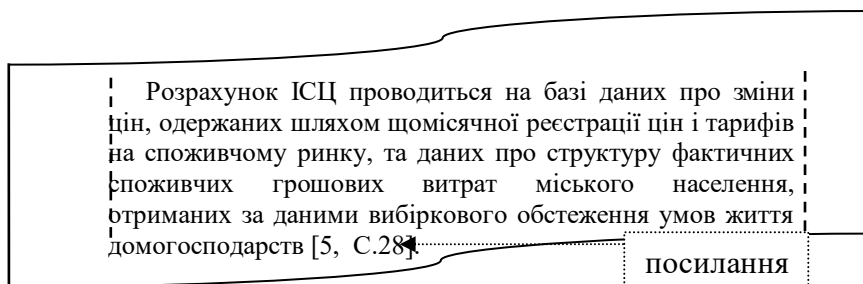 Розрахунок ІСЦ проводиться на базі даних про зміни
цін, одержаних шляхом щомісячної реєстрації цін і тарифів
на споживчому ринку, та даних про структуру фактичних
споживчих грошових витрат міського населення,
отриманих за даними вибіркового обстеження умов життя
домогосподарств [5, С.28].
посилання